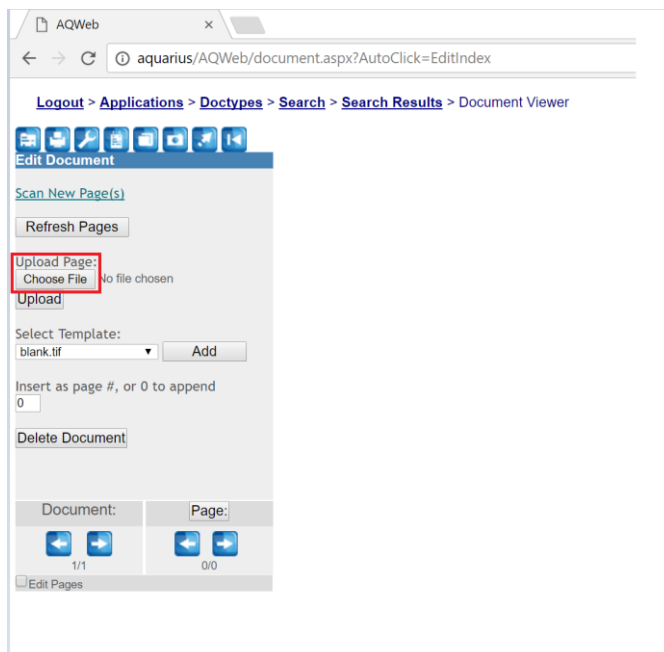 AQWeb
aquarius/AQWeb/document.aspx?AutoClick=EditIndex
Logout > Applications > Doctypes > Search > Search Results > Document Viewer
Edit Document
Scan New Page(s)
Refresh Pages
Upload Page:
Choose File No file chosen
Upload
Select Template:
blank.tif Add
Insert as page #, or 0 to append
0
Delete Document
Document: Page:
1/1 0/0
Edit Pages